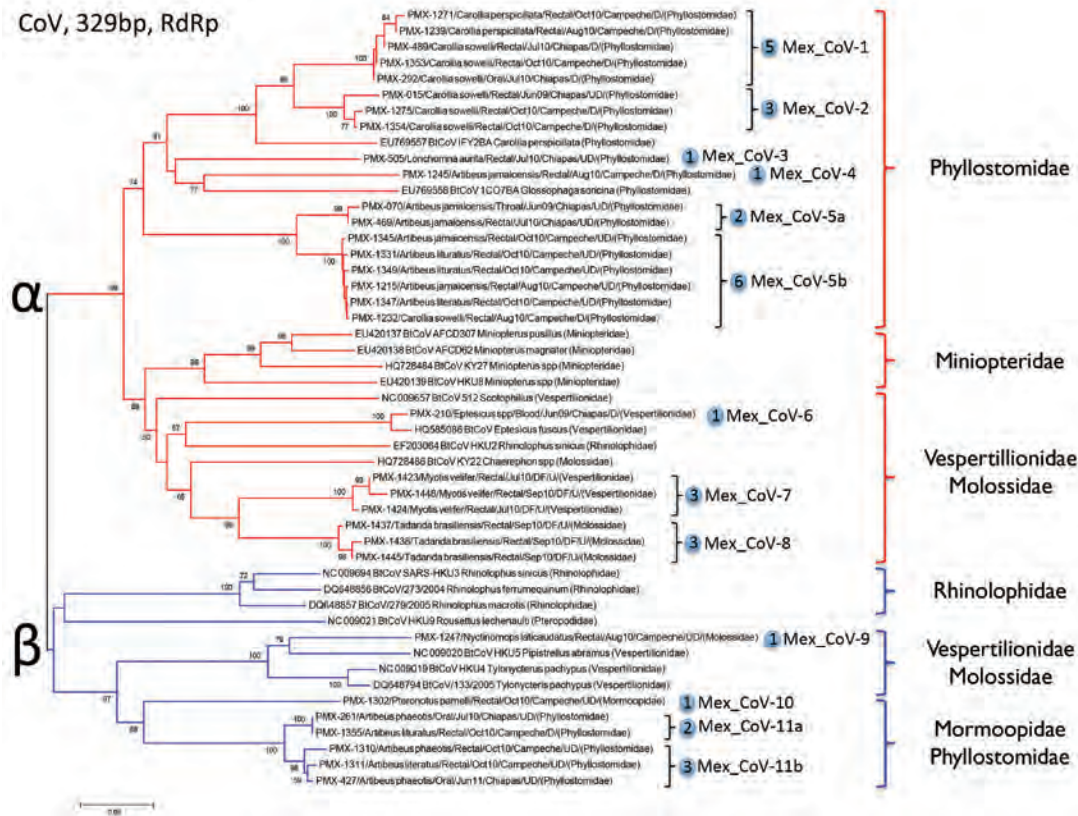 CoV, 329bp, RdRp
PMX-1271/Carollia perspicillata/Rectal/Oct10/Campeche/D/(Phyllostomidae)
PMX-1239/Carollia perspicillata/Rectal/Aug10/Campeche/D/(Phyllostomidae)
PMX-489/Carollia sowelli/Rectal/Jul10/Chiapas/D/(Phyllostomidae)
PMX-1353/Carollia sowelli/Rectal/Oct10/Campeche/D/(Phyllostomidae)
PMX-292/Carollia sowelli/Oral/Jul10/Chiapas/D/(Phyllostomidae)
5 Mex_CoV-1
PMX-015/Carollia sowelli/Rectal/Jun09/Chiapas/UD/(Phyllostomidae)
PMX-1275/Carollia sowelli/Rectal/Oct10/Campeche/D/(Phyllostomidae)
PMX-1354/Carollia sowelli/Rectal/Oct10/Campeche/D/(Phyllostomidae)
3 Mex_CoV-2
EU769557 BtCoV IFY2BA Carollia perspicillata (Phyllostomidae)
PMX-505/Lonchorhina aurita/Rectal/Jul10/Chiapas/UD/(Phyllostomidae) 1 Mex_CoV-3
PMX-1245/Artibeus jamaicensis/Rectal/Aug10/Campeche/D/(Phyllostomidae) 1 Mex_CoV-4
EU769558 BtCoV 1CO7BA Glossophaga soricina (Phyllostomidae)
PMX-070/Artibeus jamaicensis/Throat/Jun09/Chiapas/UD/(Phyllostomidae)
PMX-469/Artibeus jamaicensis/Rectal/Jul10/Chiapas/UD/(Phyllostomidae)
2 Mex_CoV-5a
PMX-1345/Artibeus jamaicensis/Rectal/Oct10/Campeche/UD/(Phyllostomidae)
PMX-1331/Artibeus lituratus/Rectal/Oct10/Campeche/UD/(Phyllostomidae)
PMX-1349/Artibeus lituratus/Rectal/Oct10/Campeche/UD/(Phyllostomidae)
PMX-1215/Artibeus jamaicensis/Rectal/Aug10/Campeche/UD/(Phyllostomidae)
PMX-1347/Artibeus literatus/Rectal/Oct10/Campeche/UD/(Phyllostomidae)
PMX-1232/Carollia sowelli/Rectal/Aug10/Campeche/D/(Phyllostomidae)
6 Mex_CoV-5b
Phyllostomidae
α
EU420137 BtCoV AFCD307 Miniopterus pusillus (Miniopteridae)
EU420138 BtCoV AFCD62 Miniopterus magnater (Miniopteridae)
HQ728484 BtCoV KY27 Miniopterus spp (Miniopteridae)
EU420139 BtCoV HKU8 Miniopterus spp (Miniopteridae)
Miniopteridae
NC 009657 BtCoV 512 Scotophilus (Vespertilionidae)
PMX-210/Eptesicus spp/Blood/Jun09/Chiapas/D/(Vespertilionidae) 1 Mex_CoV-6
HQ585086 BtCoV Eptesicus fuscus (Vespertilionidae)
EF203064 BtCoV HKU2 Rhinolophus sinicus (Rhinolophidae)
HQ728486 BtCoV KY22 Chaerephon spp (Molossidae)
PMX-1423/Myotis velifer/Rectal/Jul10/DF/U/(Vespertilionidae)
PMX-1448/Myotis velifer/Rectal/Sep10/DF/U/(Vespertilionidae)
PMX-1424/Myotis velifer/Rectal/Jul10/DF/U/(Vespertilionidae)
3 Mex_CoV-7
PMX-1437/Tadarida brasiliensis/Rectal/Sep10/DF/U/(Molossidae)
PMX-1436/Tadarida brasiliensis/Rectal/Sep10/DF/U/(Molossidae)
PMX-1445/Tadarida brasiliensis/Rectal/Sep10/DF/U/(Molossidae)
3 Mex_CoV-8
Vespertillionidae
Molossidae
β
NC 009694 BtCoV SARS-HKU3 Rhinolophus sinicus (Rhinolophidae)
DQ648856 BtCoV/273/2004 Rhinolophus ferrumequinum (Rhinolophidae)
DQ648857 BtCoV/279/2005 Rhinolophus macrotis (Rhinolophidae)
NC 009021 BtCoV HKU9 Rousettus lechenaulti (Pteropodidae)
Rhinolophidae
PMX-1247/Nyctinomops laticaudatus/Rectal/Aug10/Campeche/UD/(Molossidae) 1 Mex_CoV-9
NC 009020 BtCoV HKU5 Pipistrellus abramus (Vespertilionidae)
NC 009019 BtCoV HKU4 Tylonycteris pachypus (Vespertilionidae)
DQ648794 BtCoV/133/2005 Tylonycteris pachypus (Vespertilionidae)
Vespertilionidae
Molossidae
PMX-1302/Pteronotus parnelli/Rectal/Oct10/Campeche/UD/(Mormoopidae) 1 Mex_CoV-10
PMX-261/Artibeus phaeotis/Oral/Jul10/Chiapas/UD/(Phyllostomidae)
PMX-1355/Artibeus lituratus/Rectal/Oct10/Campeche/UD/(Phyllostomidae)
2 Mex_CoV-11a
PMX-1310/Artibeus phaeotis/Rectal/Oct10/Campeche/UD/(Phyllostomidae)
PMX-1311/Artibeus literatus/Rectal/Oct10/Campeche/UD/(Phyllostomidae)
PMX-427/Artibeus phaeotis/Oral/Jun11/Chiapas/UD/(Phyllostomidae)
3 Mex_CoV-11b
Mormoopidae
Phyllostomidae